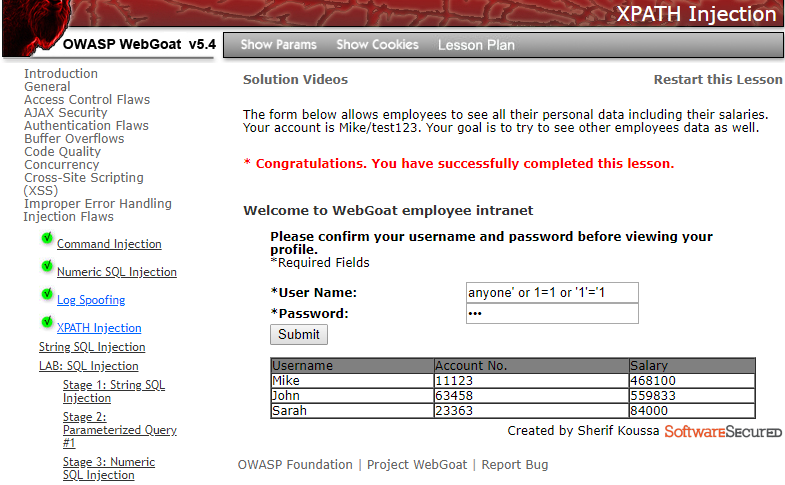 XPATH Injection
OWASP WebGoat v5.4
Show Params Show Cookies Lesson Plan
Introduction
General
Access Control Flaws
AJAX Security
Authentication Flaws
Buffer Overflows
Code Quality
Concurrency
Cross-Site Scripting
(XSS)
Improper Error Handling
Injection Flaws
Command Injection
Numeric SQL Injection
Log Spoofing
XPATH Injection
String SQL Injection
LAB: SQL Injection
Stage 1: String SQL
Injection
Stage 2:
Parameterized Query
#1
Stage 3: Numeric
SQL Injection
Solution Videos Restart this Lesson
The form below allows employees to see all their personal data including their salaries.
Your account is Mike/test123. Your goal is to try to see other employees data as well.
* Congratulations. You have successfully completed this lesson.
Welcome to WebGoat employee intranet
Please confirm your username and password before viewing your
profile.
*Required Fields
*User Name: anyone' or 1=1 or '1'='1
*Password: •••
Submit
Username Account No. Salary
Mike 11123 468100
John 63458 559833
Sarah 23363 84000
Created by Sherif Koussa SoftwareSecured
OWASP Foundation | Project WebGoat | Report Bug